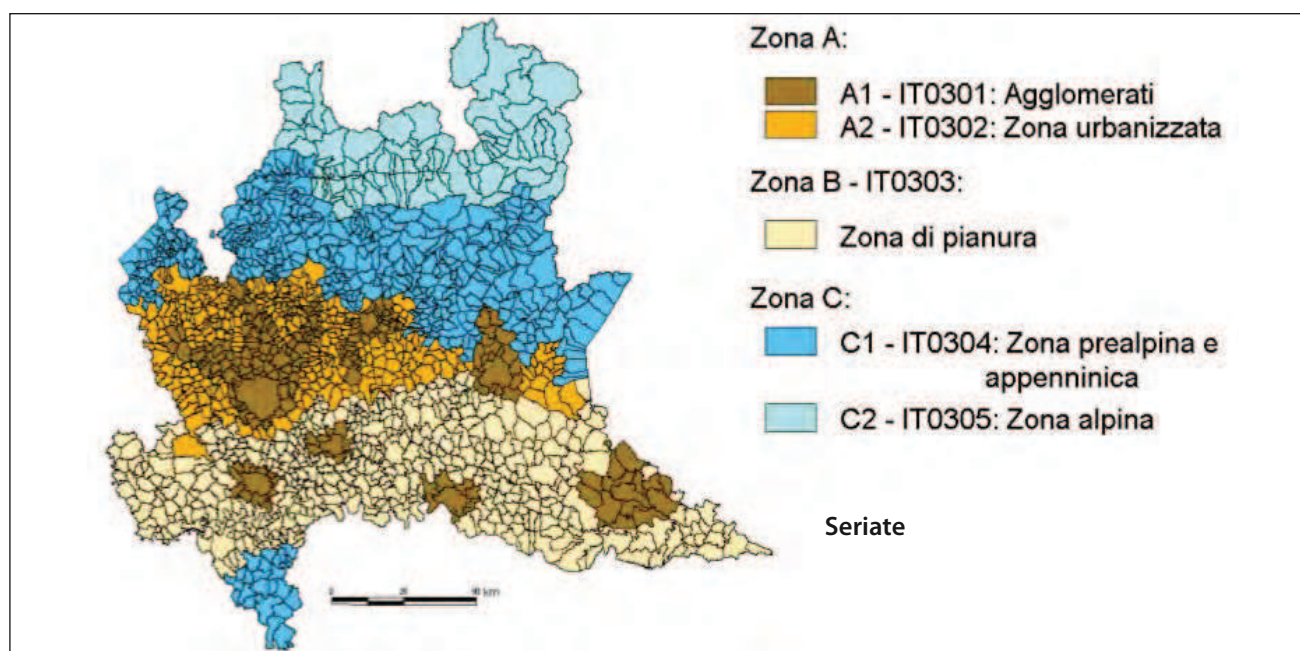 Zona A:
A1 - IT0301: Agglomerati
A2 - IT0302: Zona urbanizzata
Zona B - IT0303:
Zona di pianura
Zona C:
C1 - IT0304: Zona prealpina e
appenninica
C2 - IT0305: Zona alpina
Seriate
km